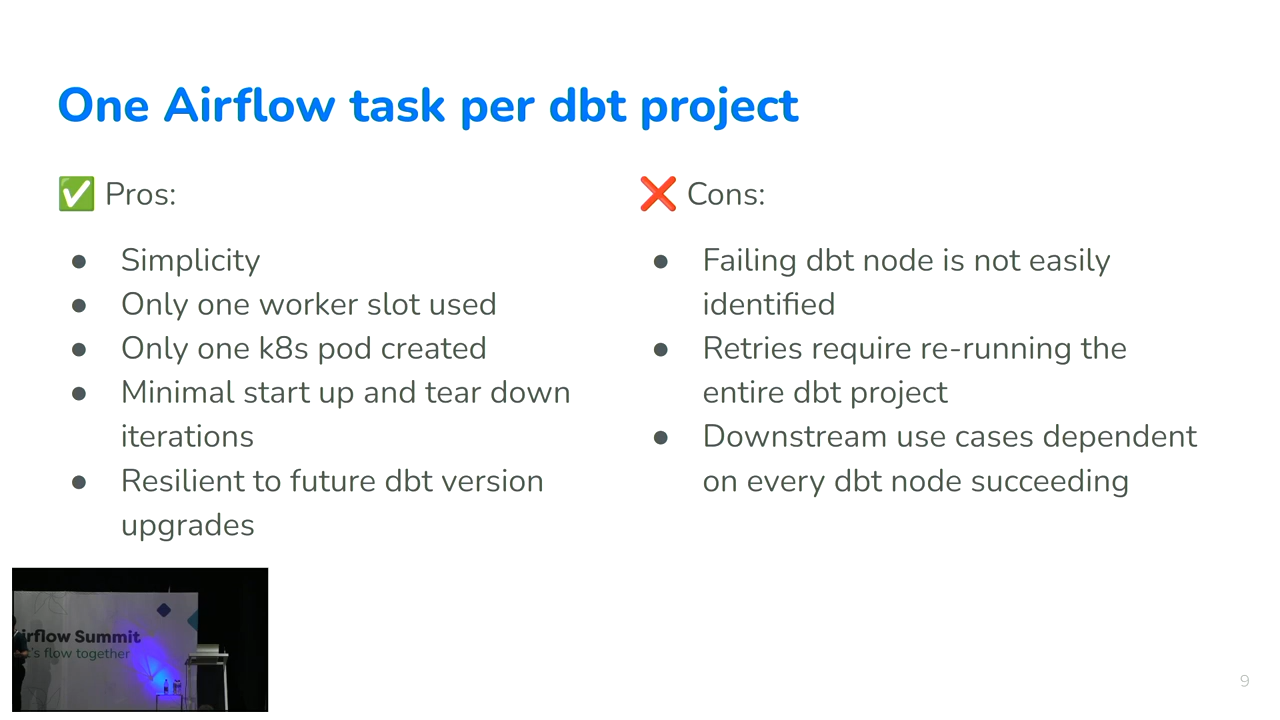 One Airflow task per dbt project
✅ Pros:
● Simplicity
● Only one worker slot used
● Only one k8s pod created
● Minimal start up and tear down
iterations
● Resilient to future dbt version
upgrades
❌ Cons:
● Failing dbt node is not easily
identified
● Retries require re-running the
entire dbt project
● Downstream use cases dependent
on every dbt node succeeding
irflow Summit
t's flow together
9